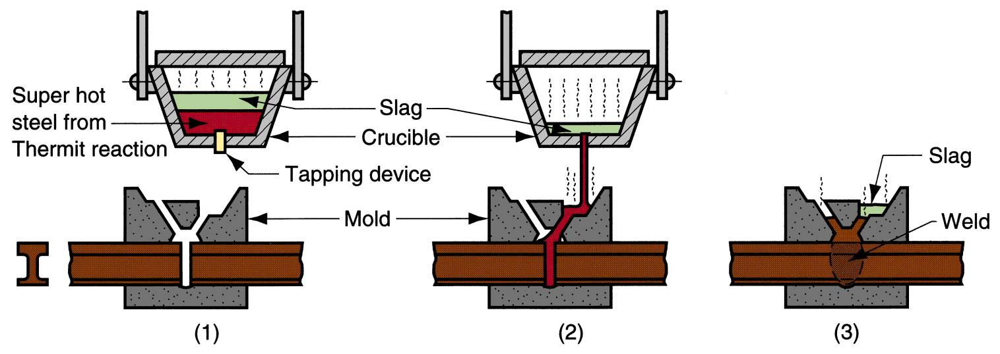 Super hot
steel from
Thermit reaction
Slag
Crucible
Tapping device
Mold
Slag
Weld
(1)
(2)
(3)